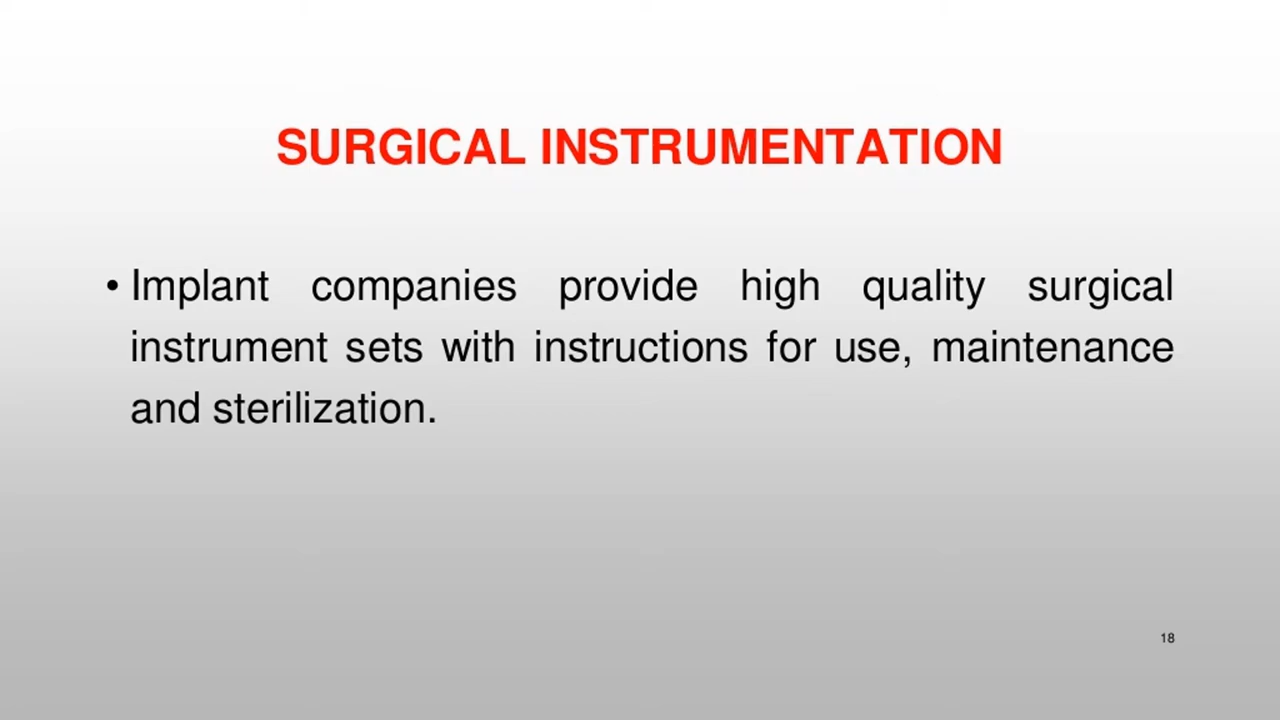 SURGICAL INSTRUMENTATION
• Implant companies provide high quality surgical
instrument sets with instructions for use, maintenance
and sterilization.
18